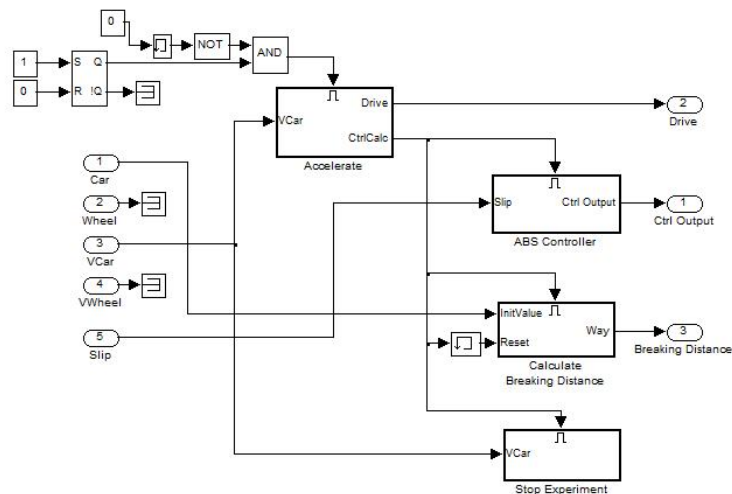 0
NOT
AND
1
S Q
0
R !Q
Drive
VCar
CtrlCalc
Accelerate
2
Drive
1
Car
2
Wheel
3
VCar
4
VWheel
5
Slip
Slip
Ctrl Output
ABS Controller
1
Ctrl Output
InitValue
Way
Reset
Calculate
Breaking Distance
3
Breaking Distance
VCar
Stop Experiment